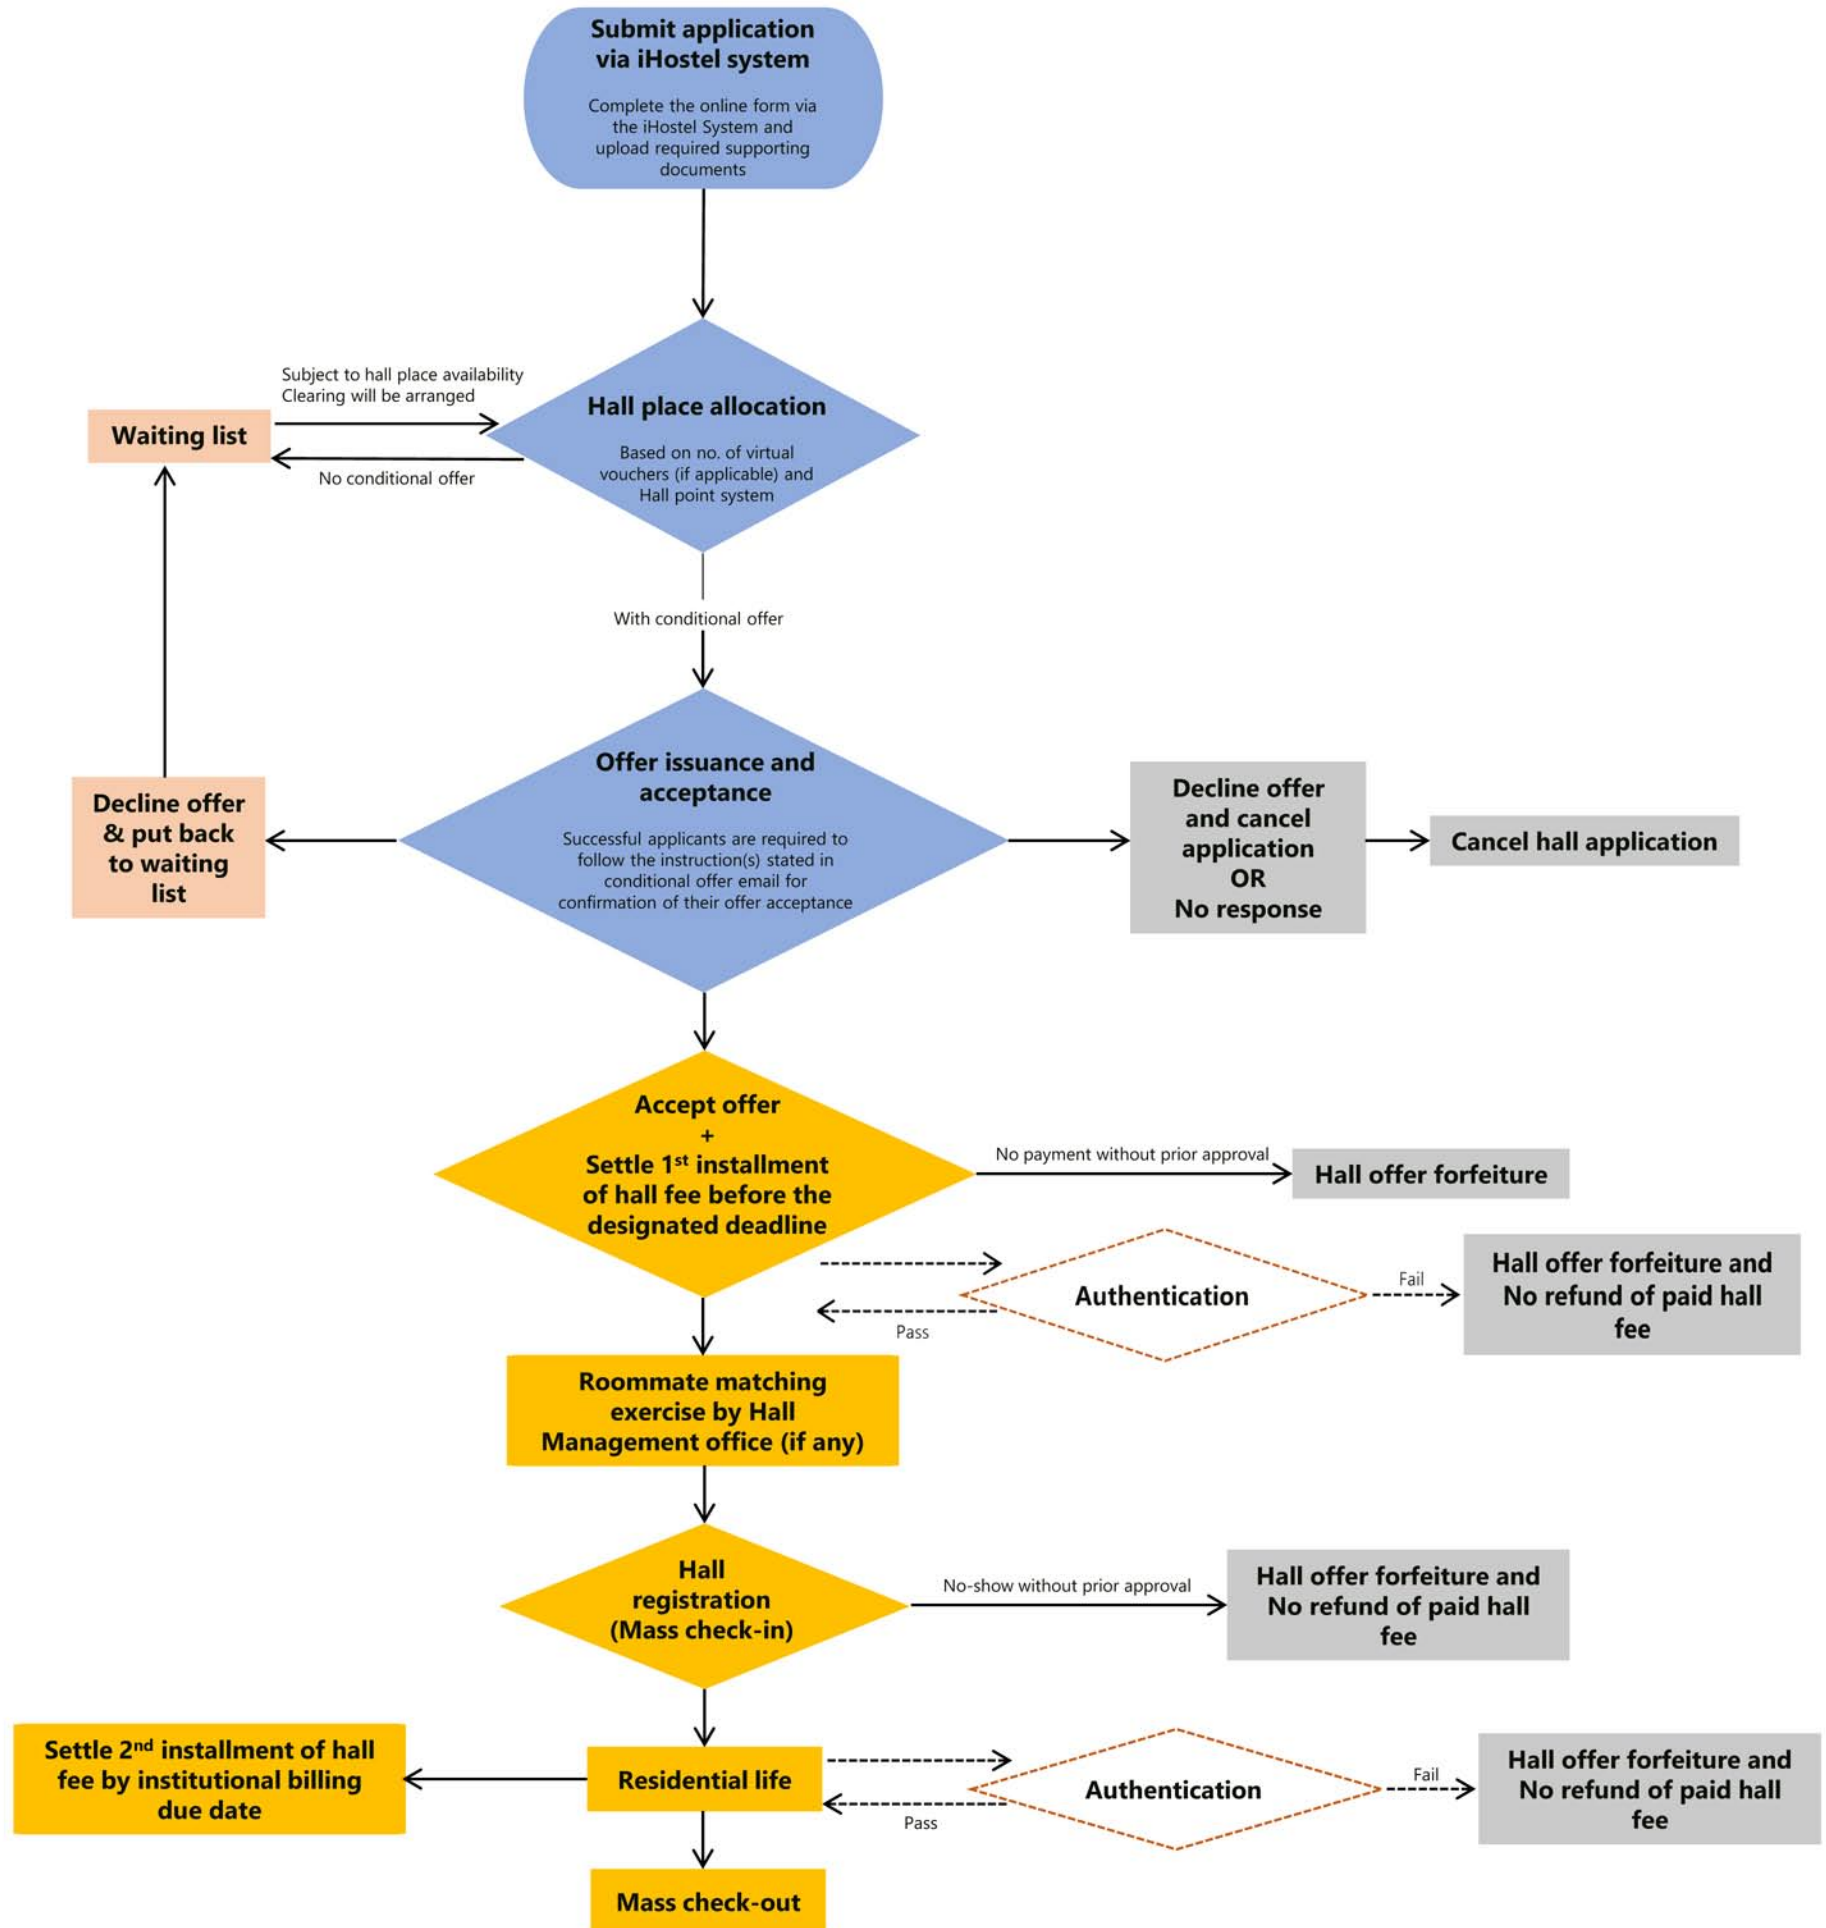 Submit application
via iHostel system
Complete the online form via
the iHostel System and
upload required supporting
documents
Subject to hall place availability
Clearing will be arranged
Waiting list
No conditional offer
Hall place allocation
Based on no. of virtual
vouchers (if applicable) and
Hall point system
With conditional offer
Offer issuance and
acceptance
Successful applicants are required to
follow the instruction(s) stated in
conditional offer email for
confirmation of their offer acceptance
Decline offer
& put back
to waiting
list
Decline offer
and cancel
application
OR
No response
Cancel hall application
Accept offer
+
Settle 1st installment
of hall fee before the
designated deadline
No payment without prior approval
Hall offer forfeiture
Authentication
Pass
Fail
Hall offer forfeiture and
No refund of paid hall
fee
Roommate matching
exercise by Hall
Management office (if any)
Hall
registration
(Mass check-in)
No-show without prior approval
Hall offer forfeiture and
No refund of paid hall
fee
Settle 2nd installment of hall
fee by institutional billing
due date
Residential life
Authentication
Pass
Fail
Hall offer forfeiture and
No refund of paid hall
fee
Mass check-out